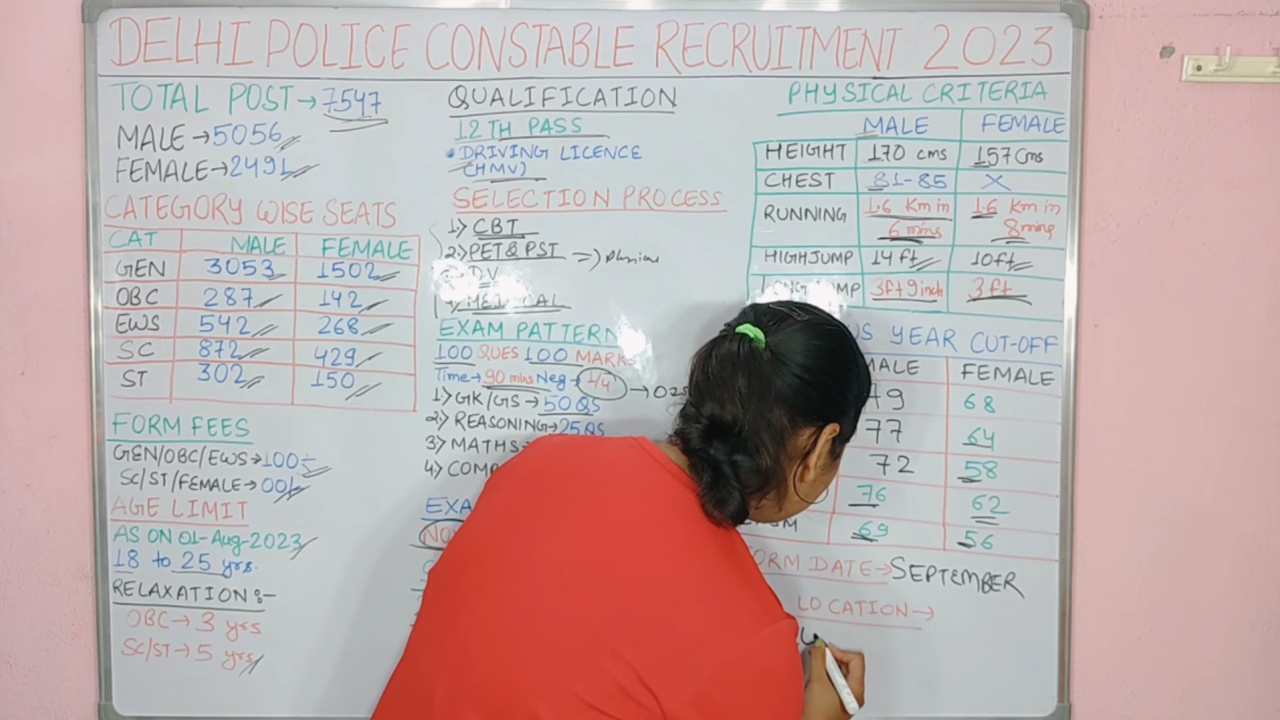 DELHI POLICE CONSTABLE RECRUITMENT 2023
TOTAL POST→7547
MALE→5056
FEMALE→2491
CATEGORY WISE SEATS
CAT MALE FEMALE
GEN 3053 1502
OBC 287 142
EWS 542 268
SC 872 429
ST 302 150
FORM FEES
GEN/OBC/EWS→100
SC/ST/FEMALE→00
AGE LIMIT
AS ON 01-Aug-2023
18 to 25 yrs.
RELAXATION:-
OBC→3 yrs
SC/ST→5 yrs
QUALIFICATION
12TH PASS
• DRIVING LICENCE
(HMV)
SELECTION PROCESS
1.) CBT
2.) PET & PST =)
DV
MEDICAL
EXAM PATTERN
100 QUES 100 MARKS
Time→90 mins Neg→1/4 →
1.) GK/GS→50 QS
2.) REASONING→25 QS
3.) MATHS
4.)
PHYSICAL CRITERIA
MALE FEMALE
HEIGHT 170 cms 157 cms
CHEST 81-85 X
RUNNING 1.6 Km in 6 mins 1.6 Km in 8 mins
HIGHJUMP 14 ft 10 ft
3ft 9 inch 3 ft
YEAR CUT-OFF
MALE FEMALE
79 68
77 64
72 58
76 62
69 56
DATE→SEPTEMBER
LOCATION→